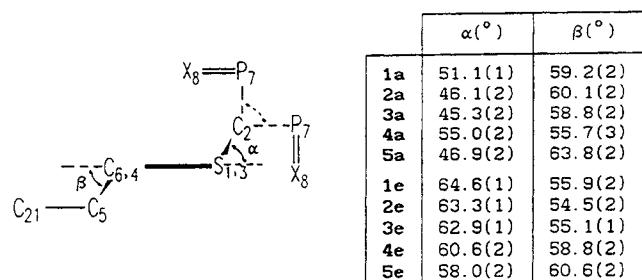 X8 P7
C2 P7
X8
α
S1,3
C6,4
β
C21 C5
α(°) β(°)
1a 51.1(1) 59.2(2)
2a 46.1(2) 60.1(2)
3a 45.3(2) 58.8(2)
4a 55.0(2) 55.7(3)
5a 46.9(2) 63.8(2)
1e 64.6(1) 55.9(2)
2e 63.3(1) 54.5(2)
3e 62.9(1) 55.1(1)
4e 60.6(2) 58.8(2)
5e 58.0(2) 60.6(2)